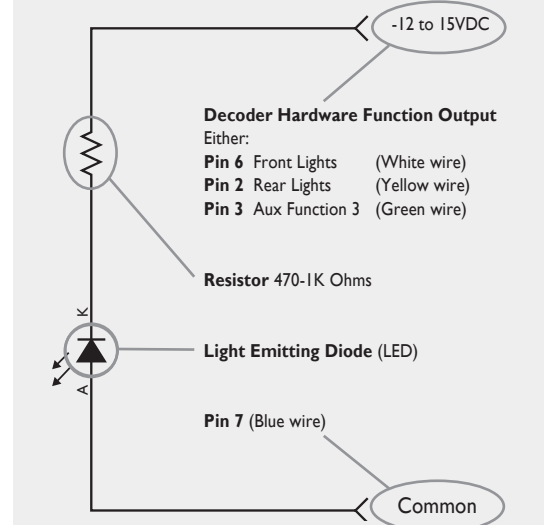 -12 to 15VDC
Decoder Hardware Function Output
Either:
Pin 6 Front Lights (White wire)
Pin 2 Rear Lights (Yellow wire)
Pin 3 Aux Function 3 (Green wire)
Resistor 470-1K Ohms
K
Light Emitting Diode (LED)
A
Pin 7 (Blue wire)
Common